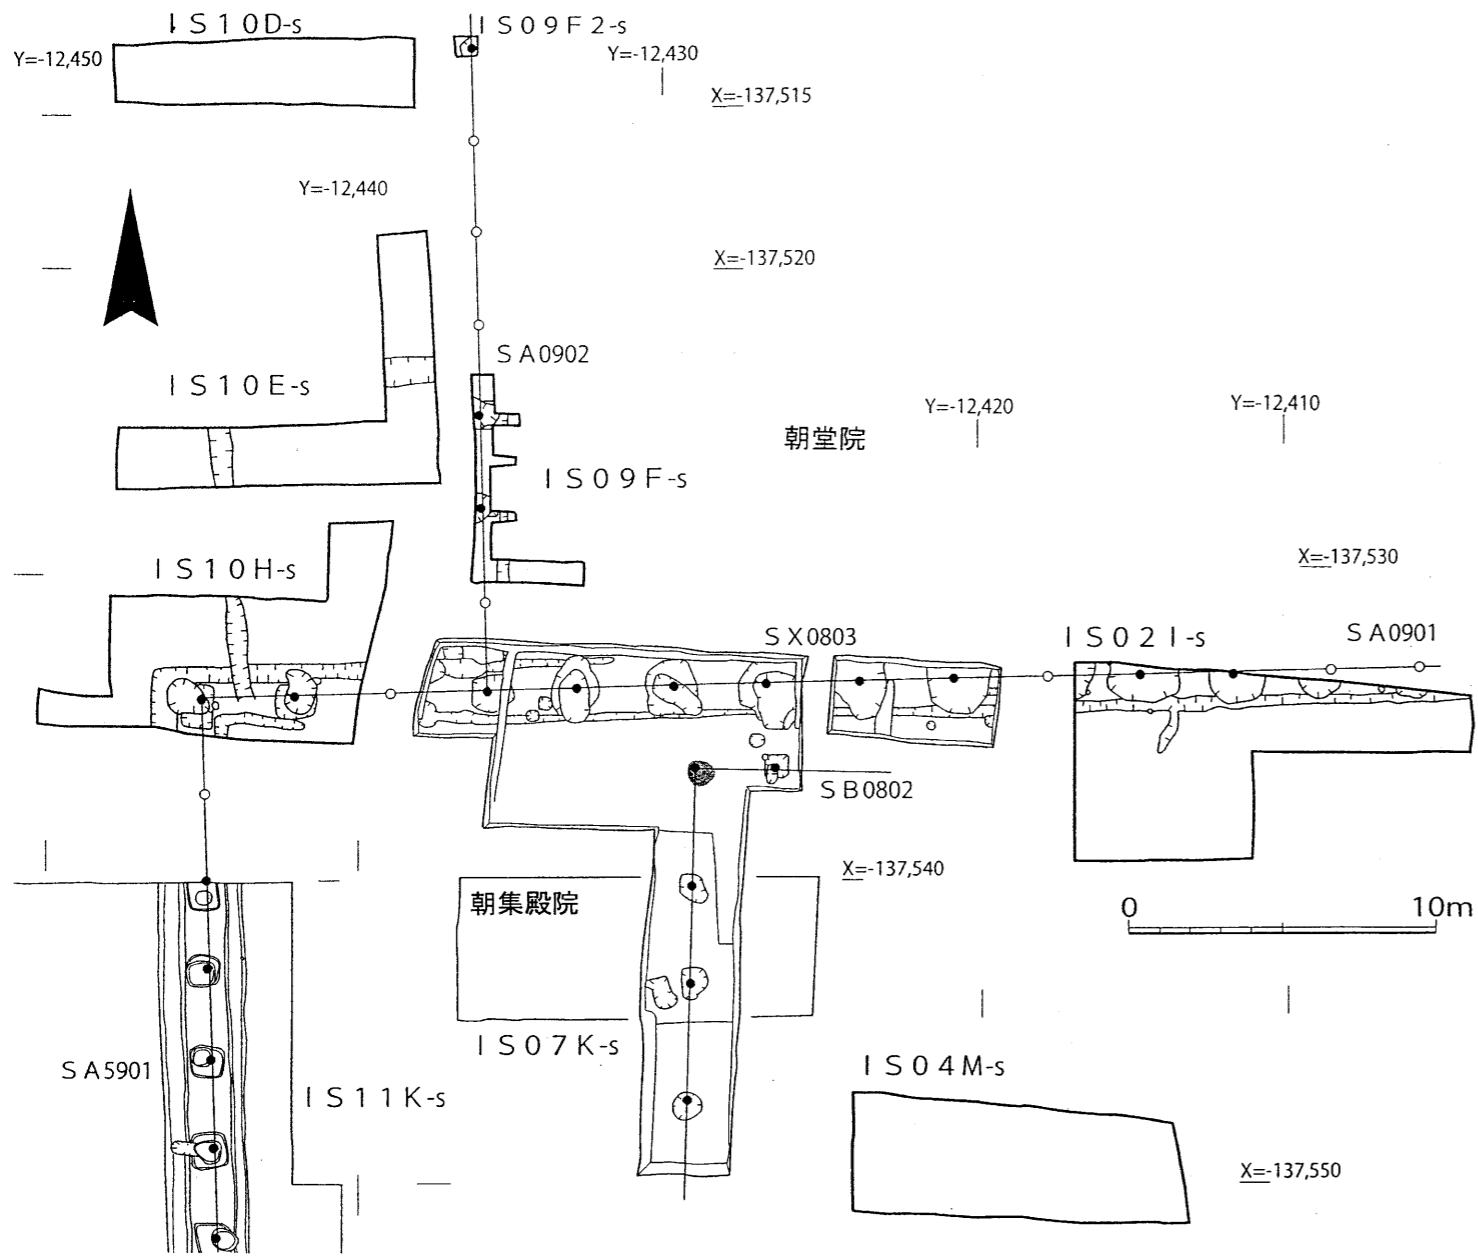 IS10D-s
IS09F2-s
Y=-12,450
Y=-12,430
X=-137,515
Y=-12,440
X=-137,520
SA0902
IS10E-s
Y=-12,420
Y=-12,410
朝堂院
IS09F-s
X=-137,530
IS10H-s
SX0803
IS02I-s
SA0901
SB0802
X=-137,540
朝集殿院
0 10m
IS07K-s
SA5901
IS04M-s
IS11K-s
X=-137,550